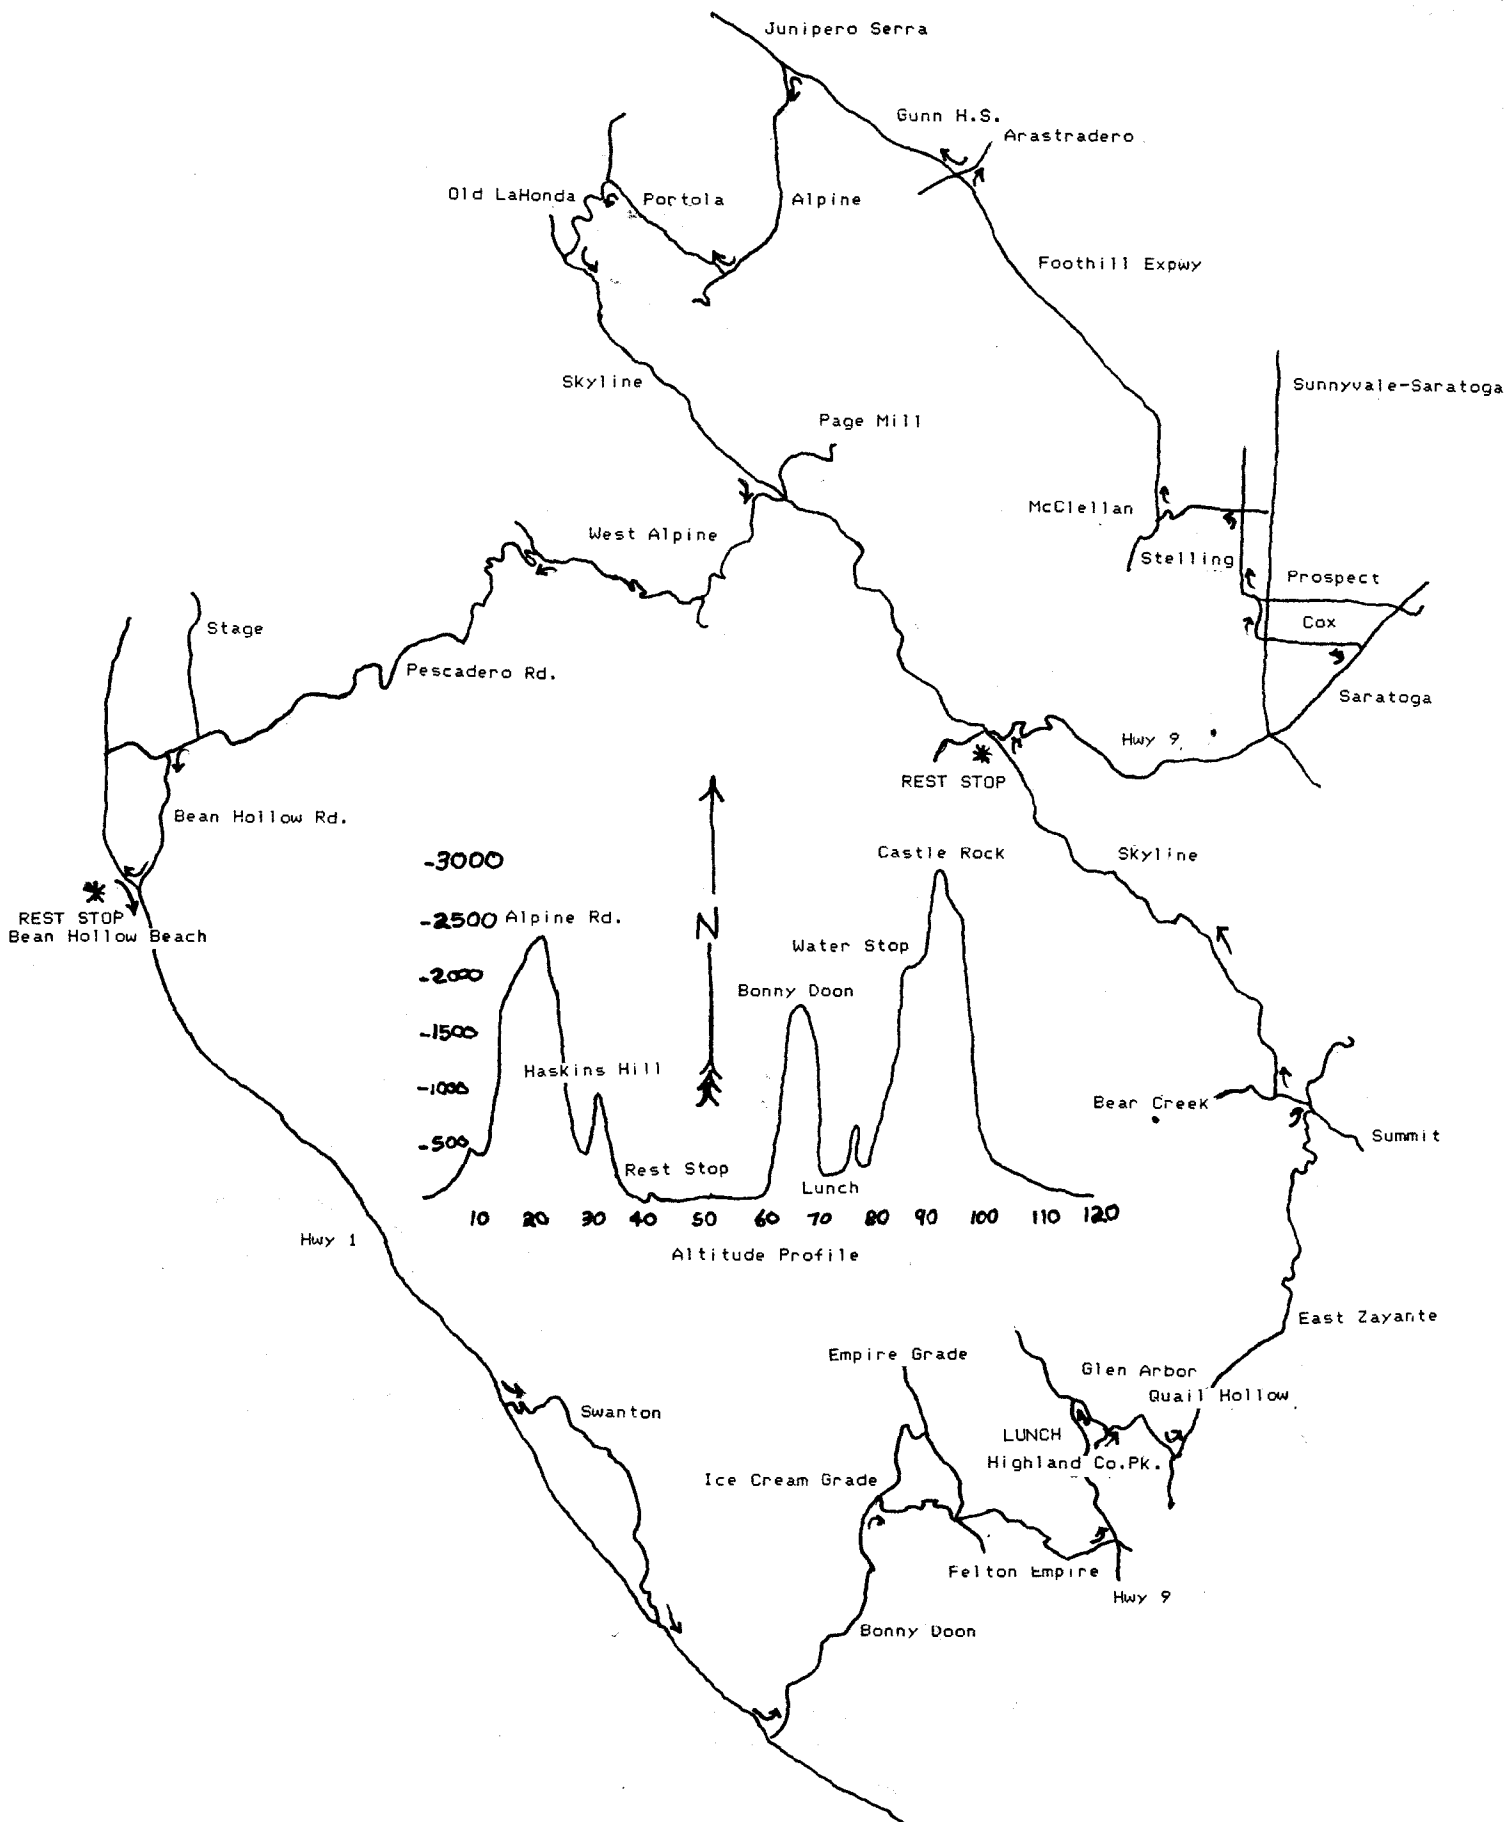 Junipero Serra
Gunn H.S.
Arastradero
Old LaHonda
Portola
Alpine
Foothill Expwy
Skyline
Sunnyvale-Saratoga
Page Mill
McClellan
West Alpine
Stelling
Prospect
Stage
Cox
Pescadero Rd.
Saratoga
Hwy 9
REST STOP
Bean Hollow Rd.
-3000
Castle Rock
Skyline
REST STOP
Bean Hollow Beach
-2500
Alpine Rd.
N
Water Stop
-2000
Bonny Doon
-1500
Haskins Hill
-1000
Bear Creek
-500
Summit
Rest Stop
Lunch
10 20 30 40 50 60 70 80 90 100 110 120
Hwy 1
Altitude Profile
East Zayante
Empire Grade
Glen Arbor
Quail Hollow
Swanton
LUNCH
Highland Co.Pk.
Ice Cream Grade
Felton Empire
Hwy 9
Bonny Doon